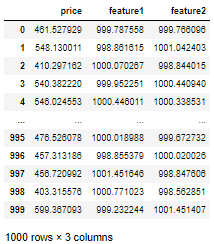 price feature1 feature2
0 461.527929 999.787558 999.766096
1 548.130011 998.861615 1001.042403
2 410.297162 1000.070267 998.844015
3 540.382220 999.952251 1000.440940
4 546.024553 1000.446011 1000.338531
... ... ... ...
995 476.526078 1000.018988 999.672732
996 457.313186 998.855379 1000.020026
997 456.720992 1001.451646 998.847606
998 403.315576 1000.771023 998.562851
999 599.367093 999.232244 1001.451407
1000 rows × 3 columns